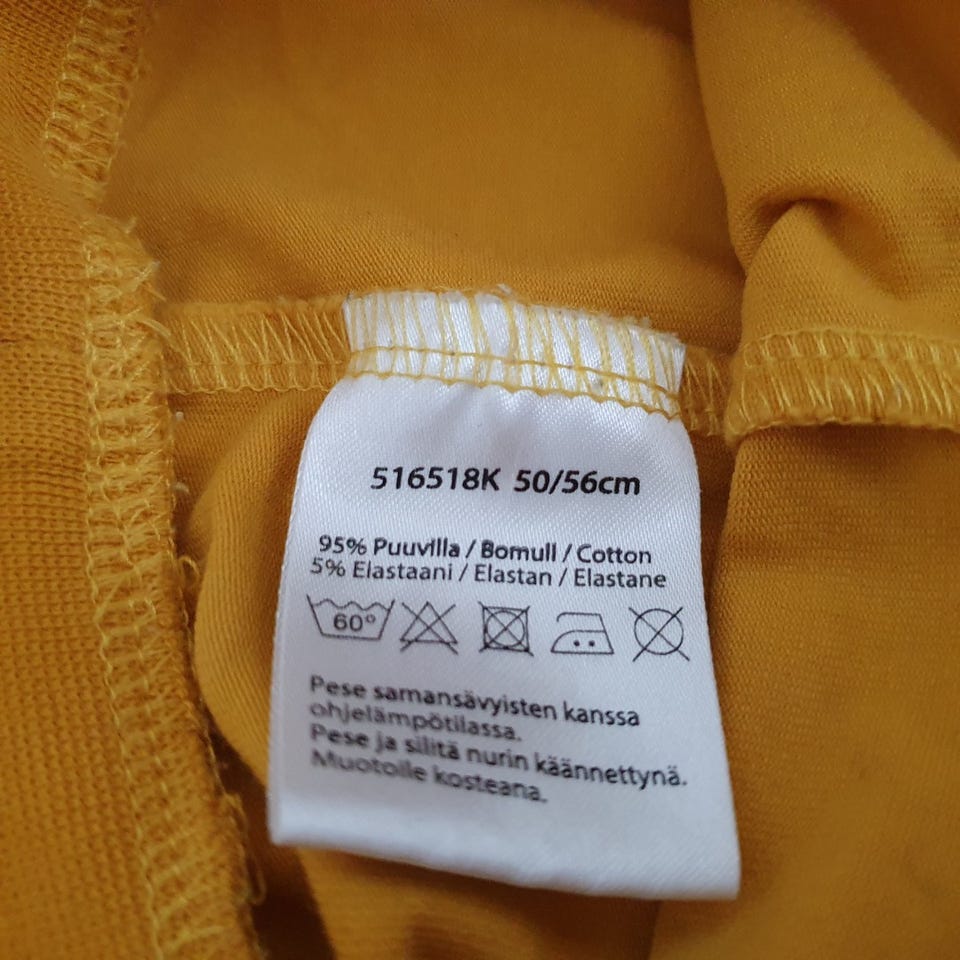 516518K 50/56cm
95% Puuvilla / Bomull / Cotton
5% Elastaani / Elastan / Elastane
60°
Pese samansävyisten kanssa
ohjelämpötilassa.
Pese ja silitä nurin käännettynä.
Muotoile kosteana.